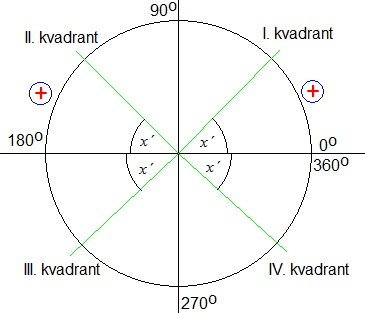 90°
II. kvadrant
I. kvadrant
+
+
180°
x´
x´
0°
360°
x´
x´
III. kvadrant
IV. kvadrant
270°